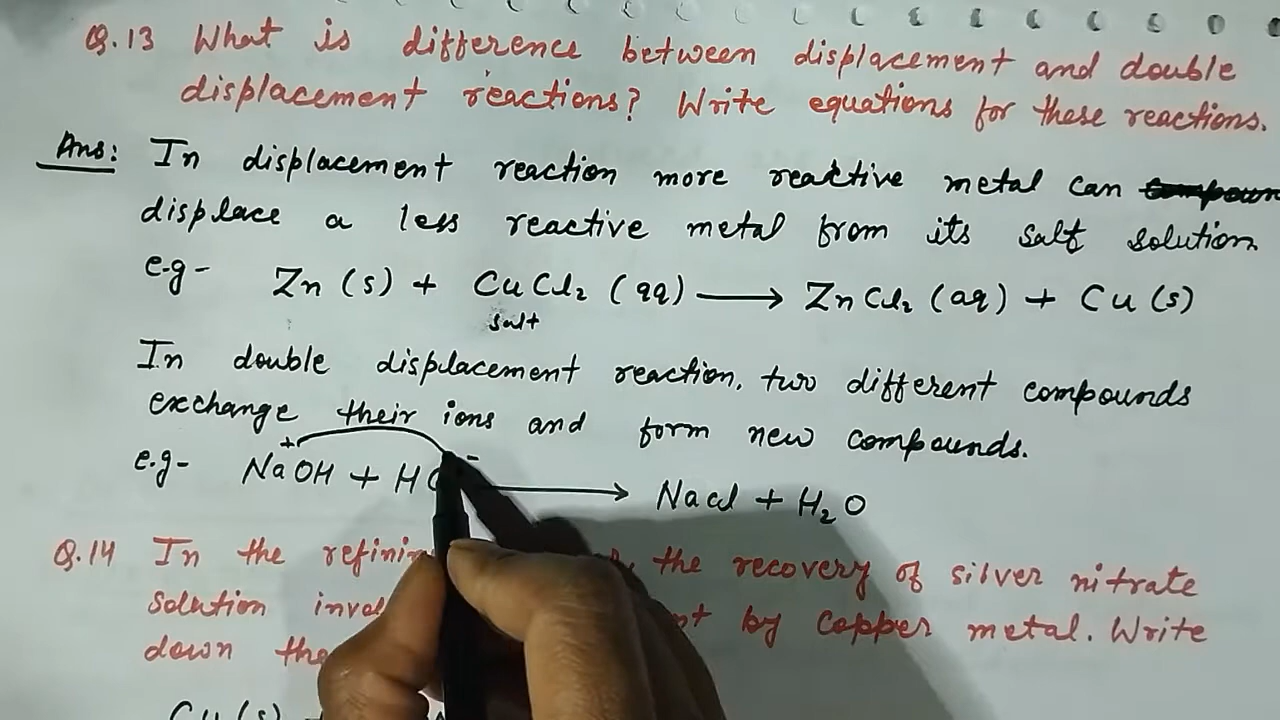 Q.13 What is difference between displacement and double
displacement reactions? Write equations for these reactions.
Ans: In displacement reaction more reactive metal can
displace a less reactive metal from its salt solution
e.g- Zn (s) + CuCl₂ (aq) ⟶ ZnCl₂ (aq) + Cu (s)
salt
In double displacement reaction, two different compounds
exchange their ions and form new compounds.
+ -
e.g- NaOH + H ⟶ Nacl + H₂O
Q.14 In the the recovery of silver nitrate
solution by copper metal. Write
down
Cu (s)